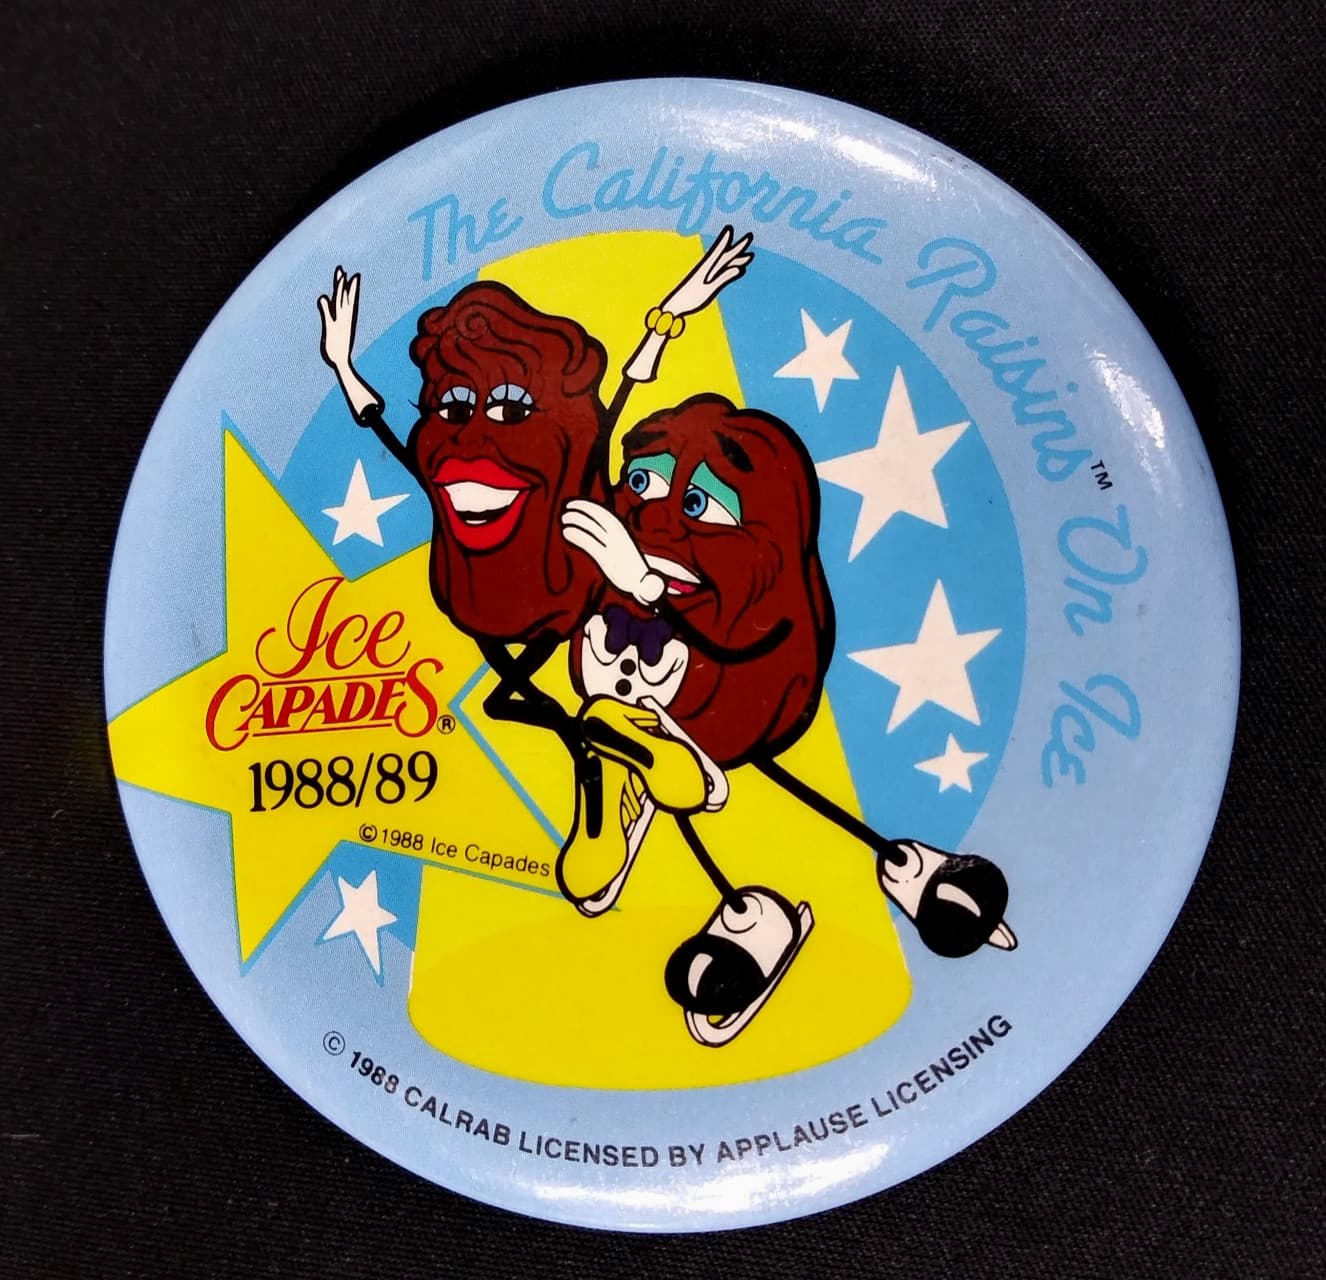 The California Raisins™ On Ice
Ice
CAPADES®
1988/89
© 1988 Ice Capades
© 1988 CALRAB LICENSED BY APPLAUSE LICENSING